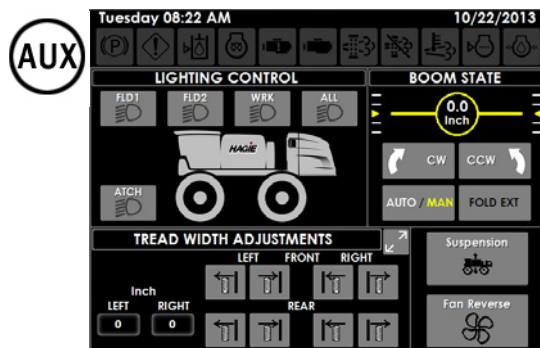 Tuesday 08:22 AM 10/22/2013
AUX
LIGHTING CONTROL
FLD1 FLD2 WRK ALL
HAGIE
ATCH
BOOM STATE
0.0
Inch
CW CCW
AUTO / MAN FOLD EXT
TREAD WIDTH ADJUSTMENTS
LEFT FRONT RIGHT
Inch
LEFT RIGHT
REAR
0 0
Suspension
Fan Reverse